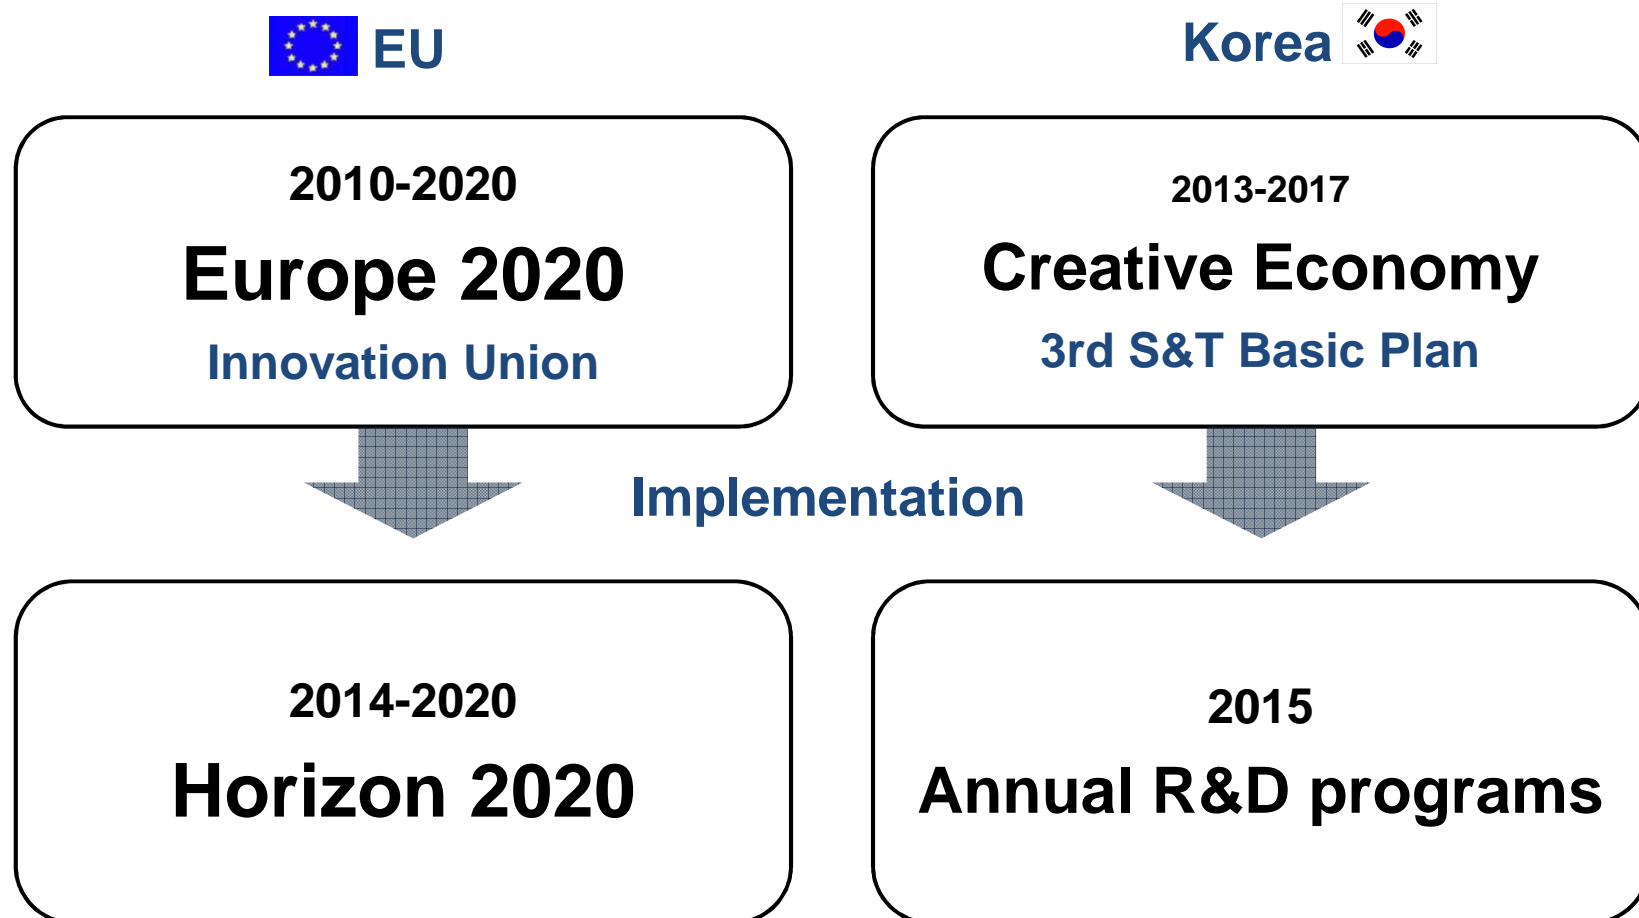 EU
Korea
2010-2020
Europe 2020
Innovation Union
2013-2017
Creative Economy
3rd S&T Basic Plan
Implementation
2014-2020
Horizon 2020
2015
Annual R&D programs